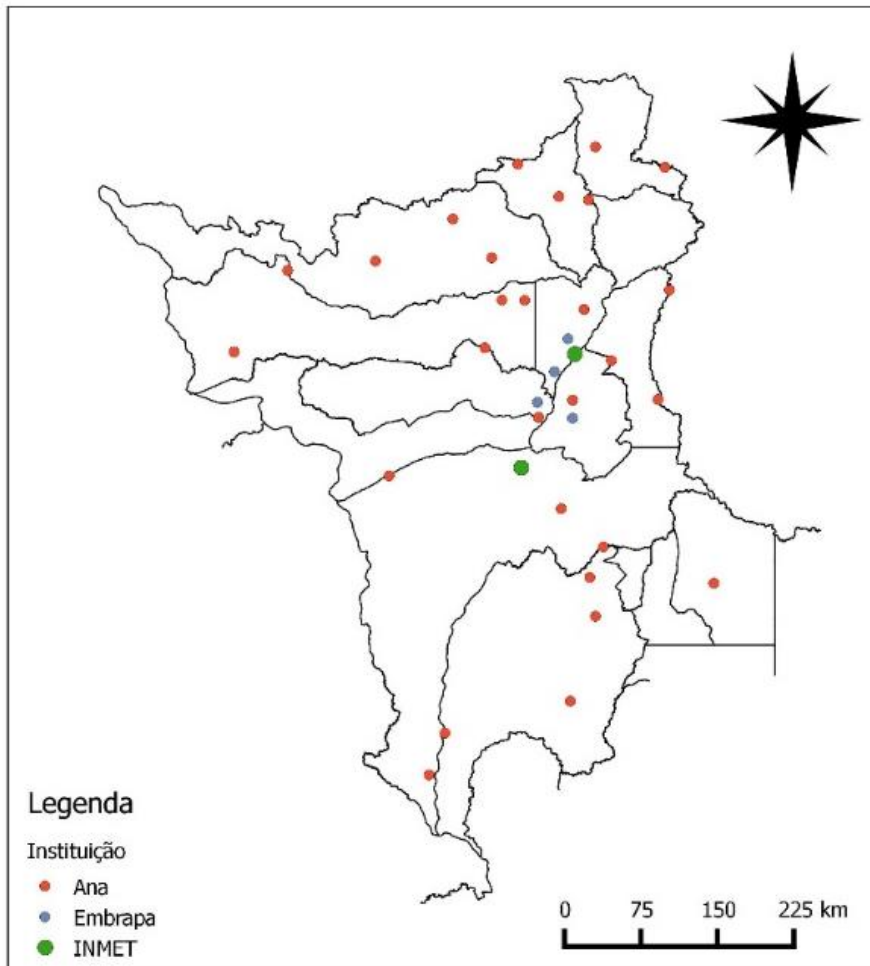 Legenda
Instituição
Ana
Embrapa
INMET
0 75 150 225 km